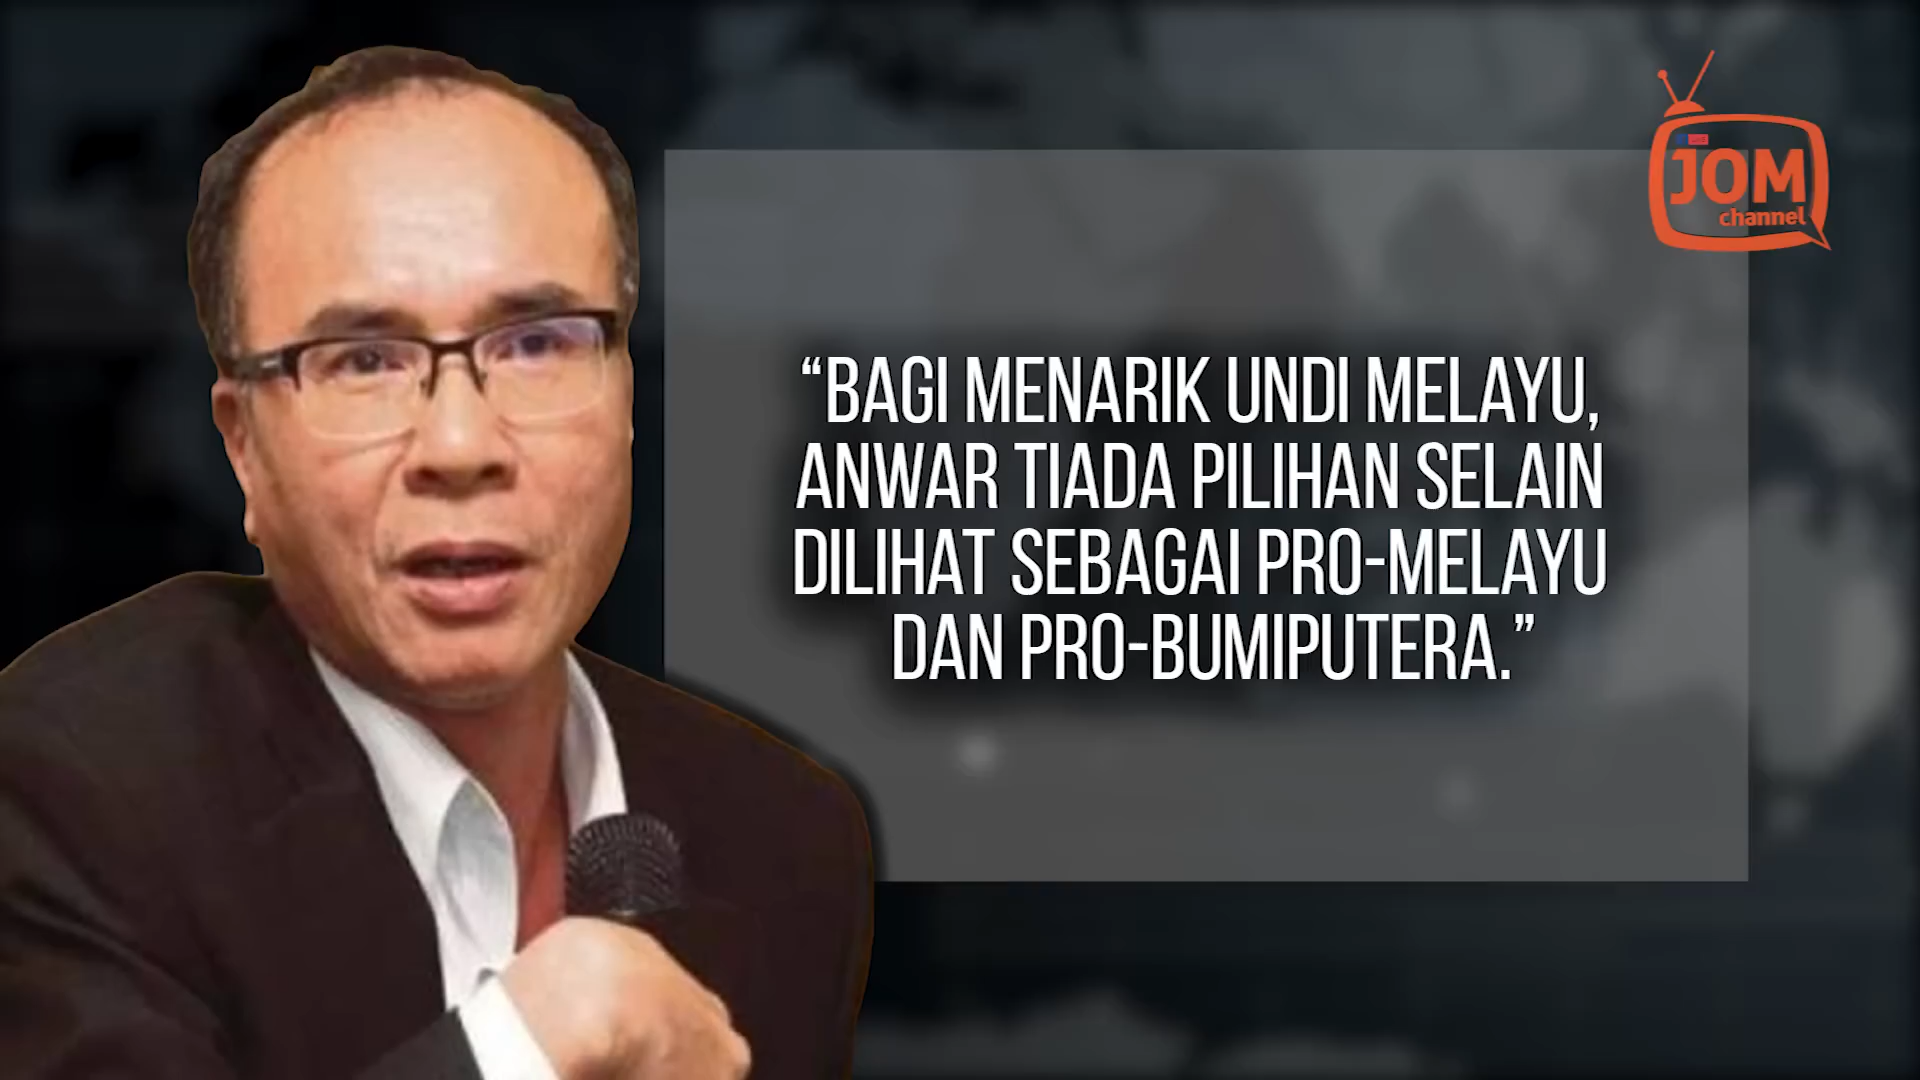 JOM
channel
“BAGI MENARIK UNDI MELAYU,
ANWAR TIADA PILIHAN SELAIN
DILIHAT SEBAGAI PRO-MELAYU
DAN PRO-BUMIPUTERA.”